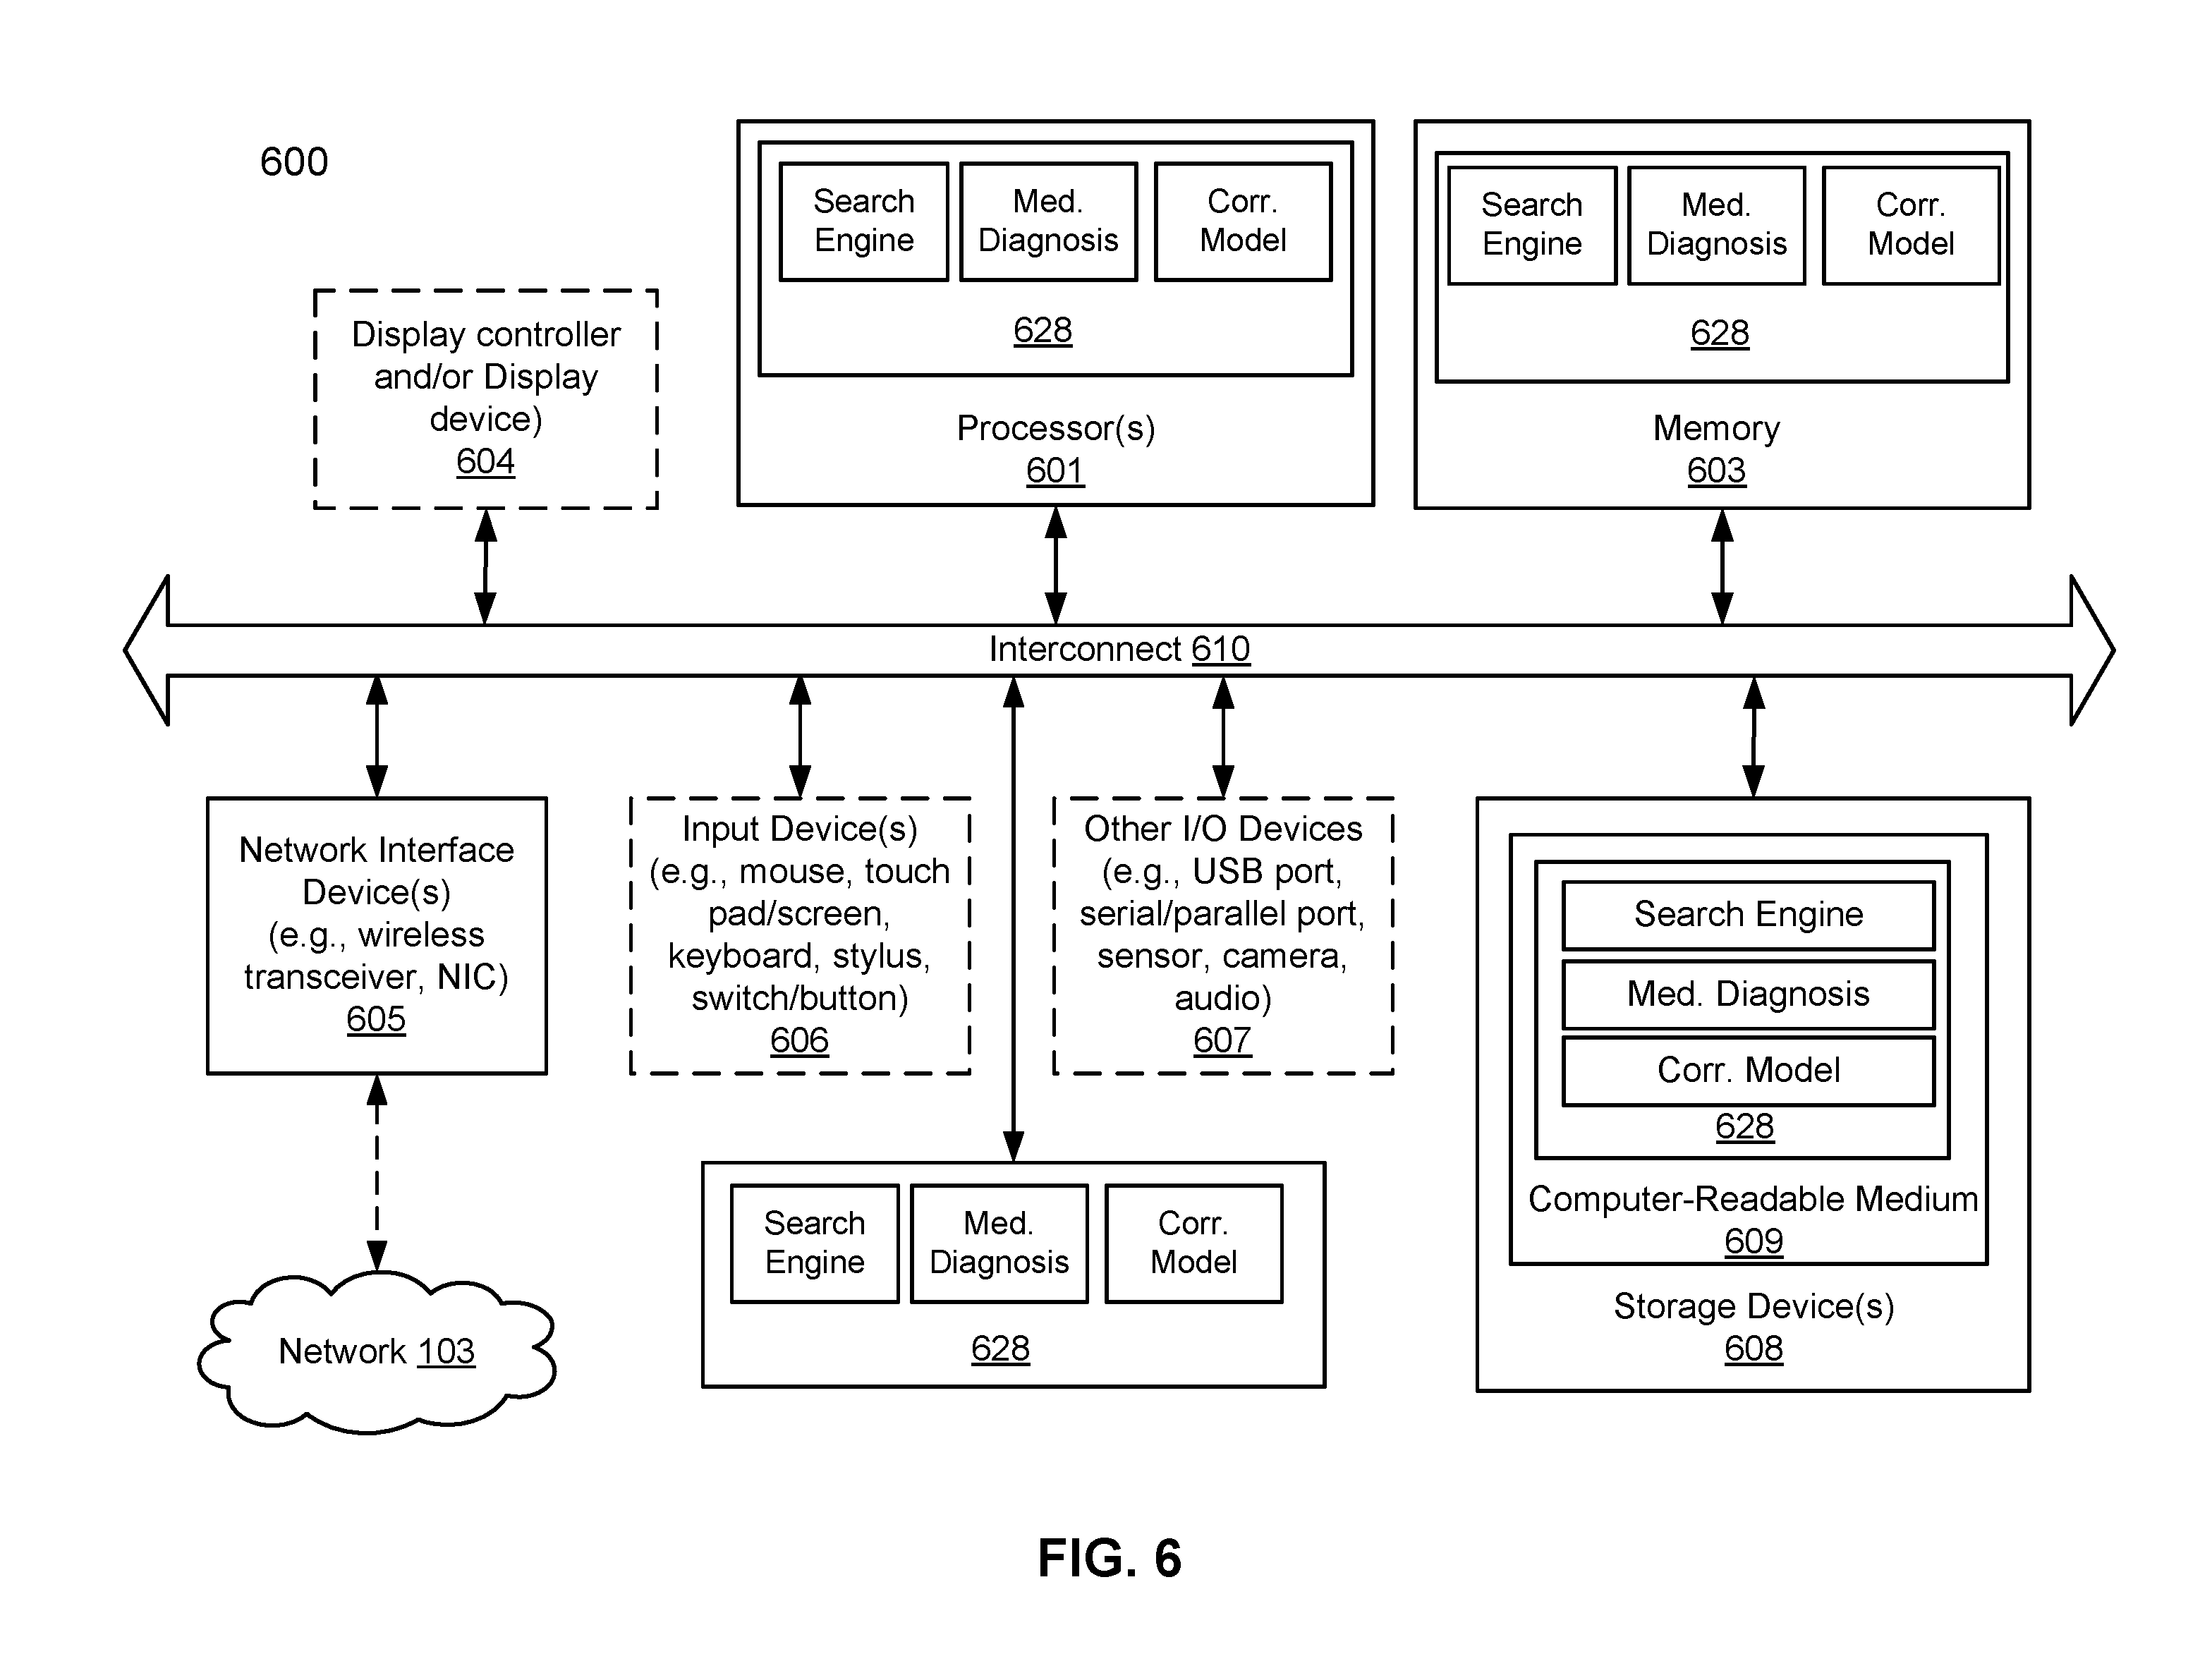 600
Search
Engine
Med.
Diagnosis
Corr.
Model
628
Processor(s)
601
Search
Engine
Med.
Diagnosis
Corr.
Model
628
Memory
603
Display controller
and/or Display
device)
604
Interconnect 610
Network Interface
Device(s)
(e.g., wireless
transceiver, NIC)
605
Input Device(s)
(e.g., mouse, touch
pad/screen,
keyboard, stylus,
switch/button)
606
Other I/O Devices
(e.g., USB port,
serial/parallel port,
sensor, camera,
audio)
607
Search Engine
Med. Diagnosis
Corr. Model
628
Computer-Readable Medium
609
Storage Device(s)
608
Search
Engine
Med.
Diagnosis
Corr.
Model
628
Network 103
FIG. 6